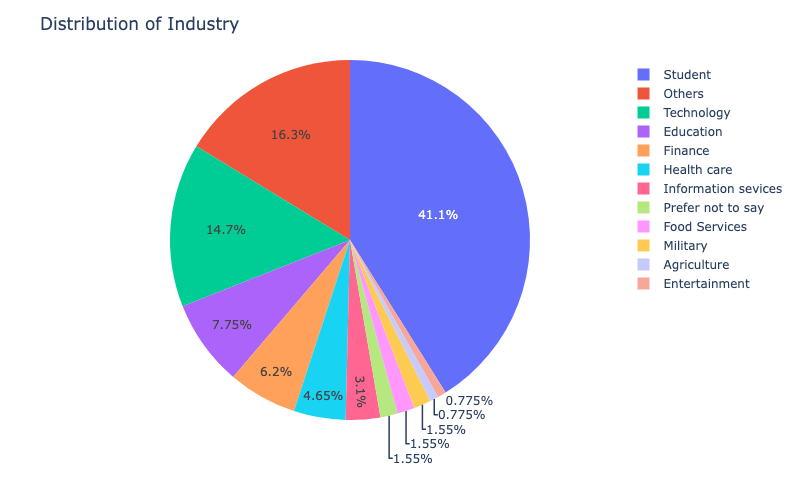 Distribution of Industry
Student
Others
Technology
Education
Finance
Health care
Information sevices
Prefer not to say
Food Services
Military
Agriculture
Entertainment
16.3%
41.1%
14.7%
7.75%
6.2%
4.65%
3.1%
0.775%
0.775%
1.55%
1.55%
1.55%